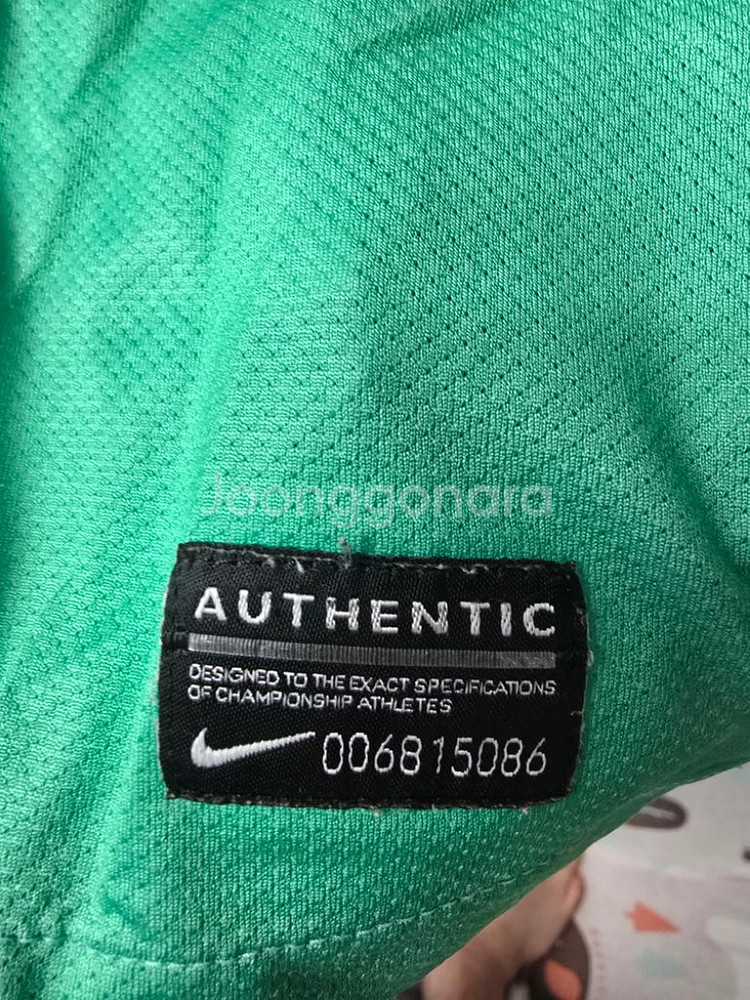 Joonggonara
AUTHENTIC
DESIGNED TO THE EXACT SPECIFICATIONS
OF CHAMPIONSHIP ATHLETES
006815086